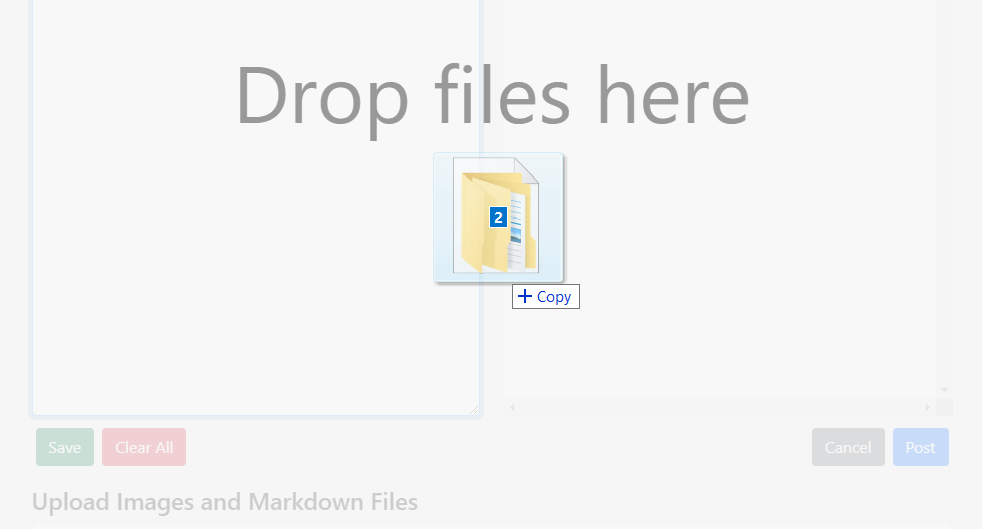 Drop files here
2
Copy
Save
Clear All
Cancel
Post
Upload Images and Markdown Files